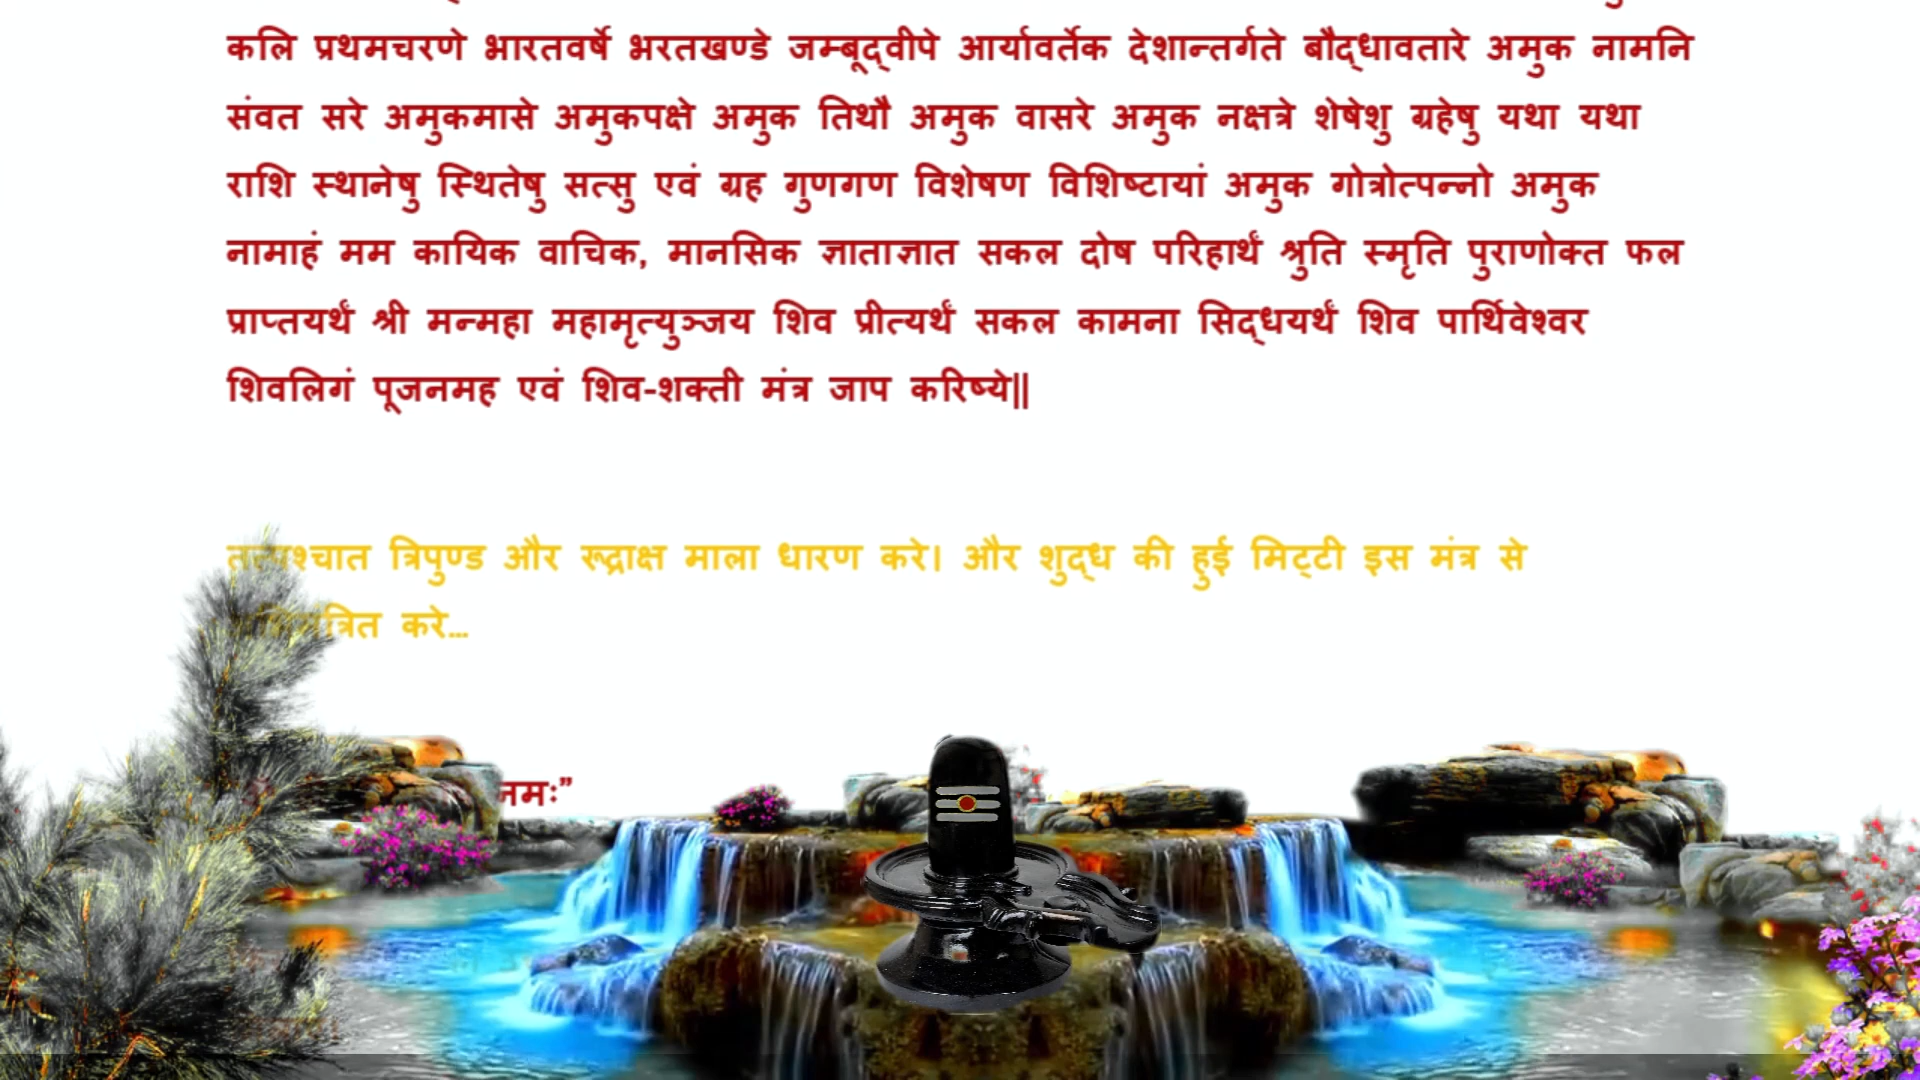 कलि प्रथमचरणे भारतवर्षे भरतखण्डे जम्बूद्वीपे आर्यावर्तेक देशान्तर्गते बौद्धावतारे अमुक नामनि
संवत सरे अमुकमासे अमुकपक्षे अमुक तिथौ अमुक वासरे अमुक नक्षत्रे शेषेशु ग्रहेषु यथा यथा
राशि स्थानेषु स्थितेषु सत्सु एवं ग्रह गुणगण विशेषण विशिष्टायां अमुक गोत्रोत्पन्नो अमुक
नामाहं मम कायिक वाचिक, मानसिक ज्ञाताज्ञात सकल दोष परिहार्थं श्रुति स्मृति पुराणोक्त फल
प्राप्तयर्थं श्री मन्महा महामृत्युञ्जय शिव प्रीत्यर्थं सकल कामना सिद्धयर्थं शिव पार्थिवेश्वर
शिवलिगं पूजनमह एवं शिव-शक्ती मंत्र जाप करिष्ये||
त्रिपुण्ड और रूद्राक्ष माला धारण करे। और शुद्ध की हुई मिट्टी इस मंत्र से
करे...